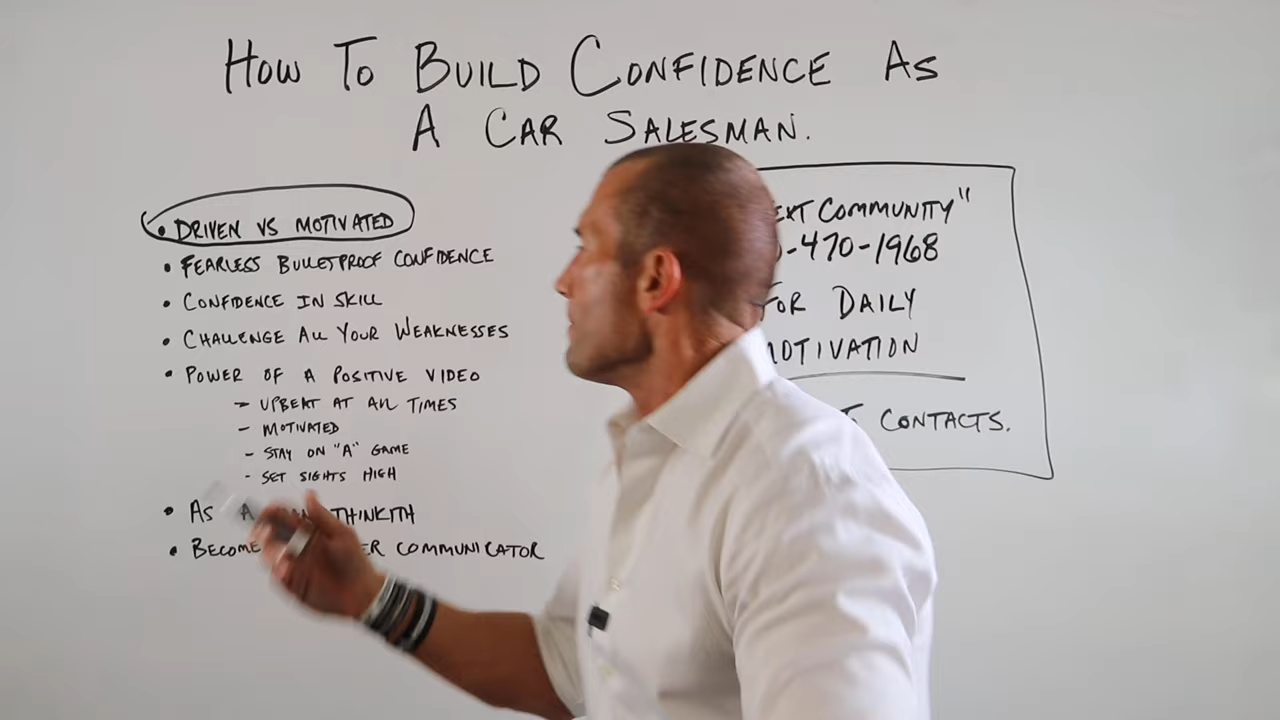 HOW TO BUILD CONFIDENCE AS
A CAR SALESMAN.
• DRIVEN VS MOTIVATED
• FEARLESS BULLETPROOF CONFIDENCE
• CONFIDENCE IN SKILL
• CHALLENGE ALL YOUR WEAKNESSES
• POWER OF A POSITIVE VIDEO
- UPBEAT AT ALL TIMES
- MOTIVATED
- STAY ON "A" GAME
- SET SIGHTS HIGH
• AS A THINKITH
• BECOME COMMUNICATOR
COMMUNITY"
-470-1968
FOR DAILY
MOTIVATION
CONTACTS.